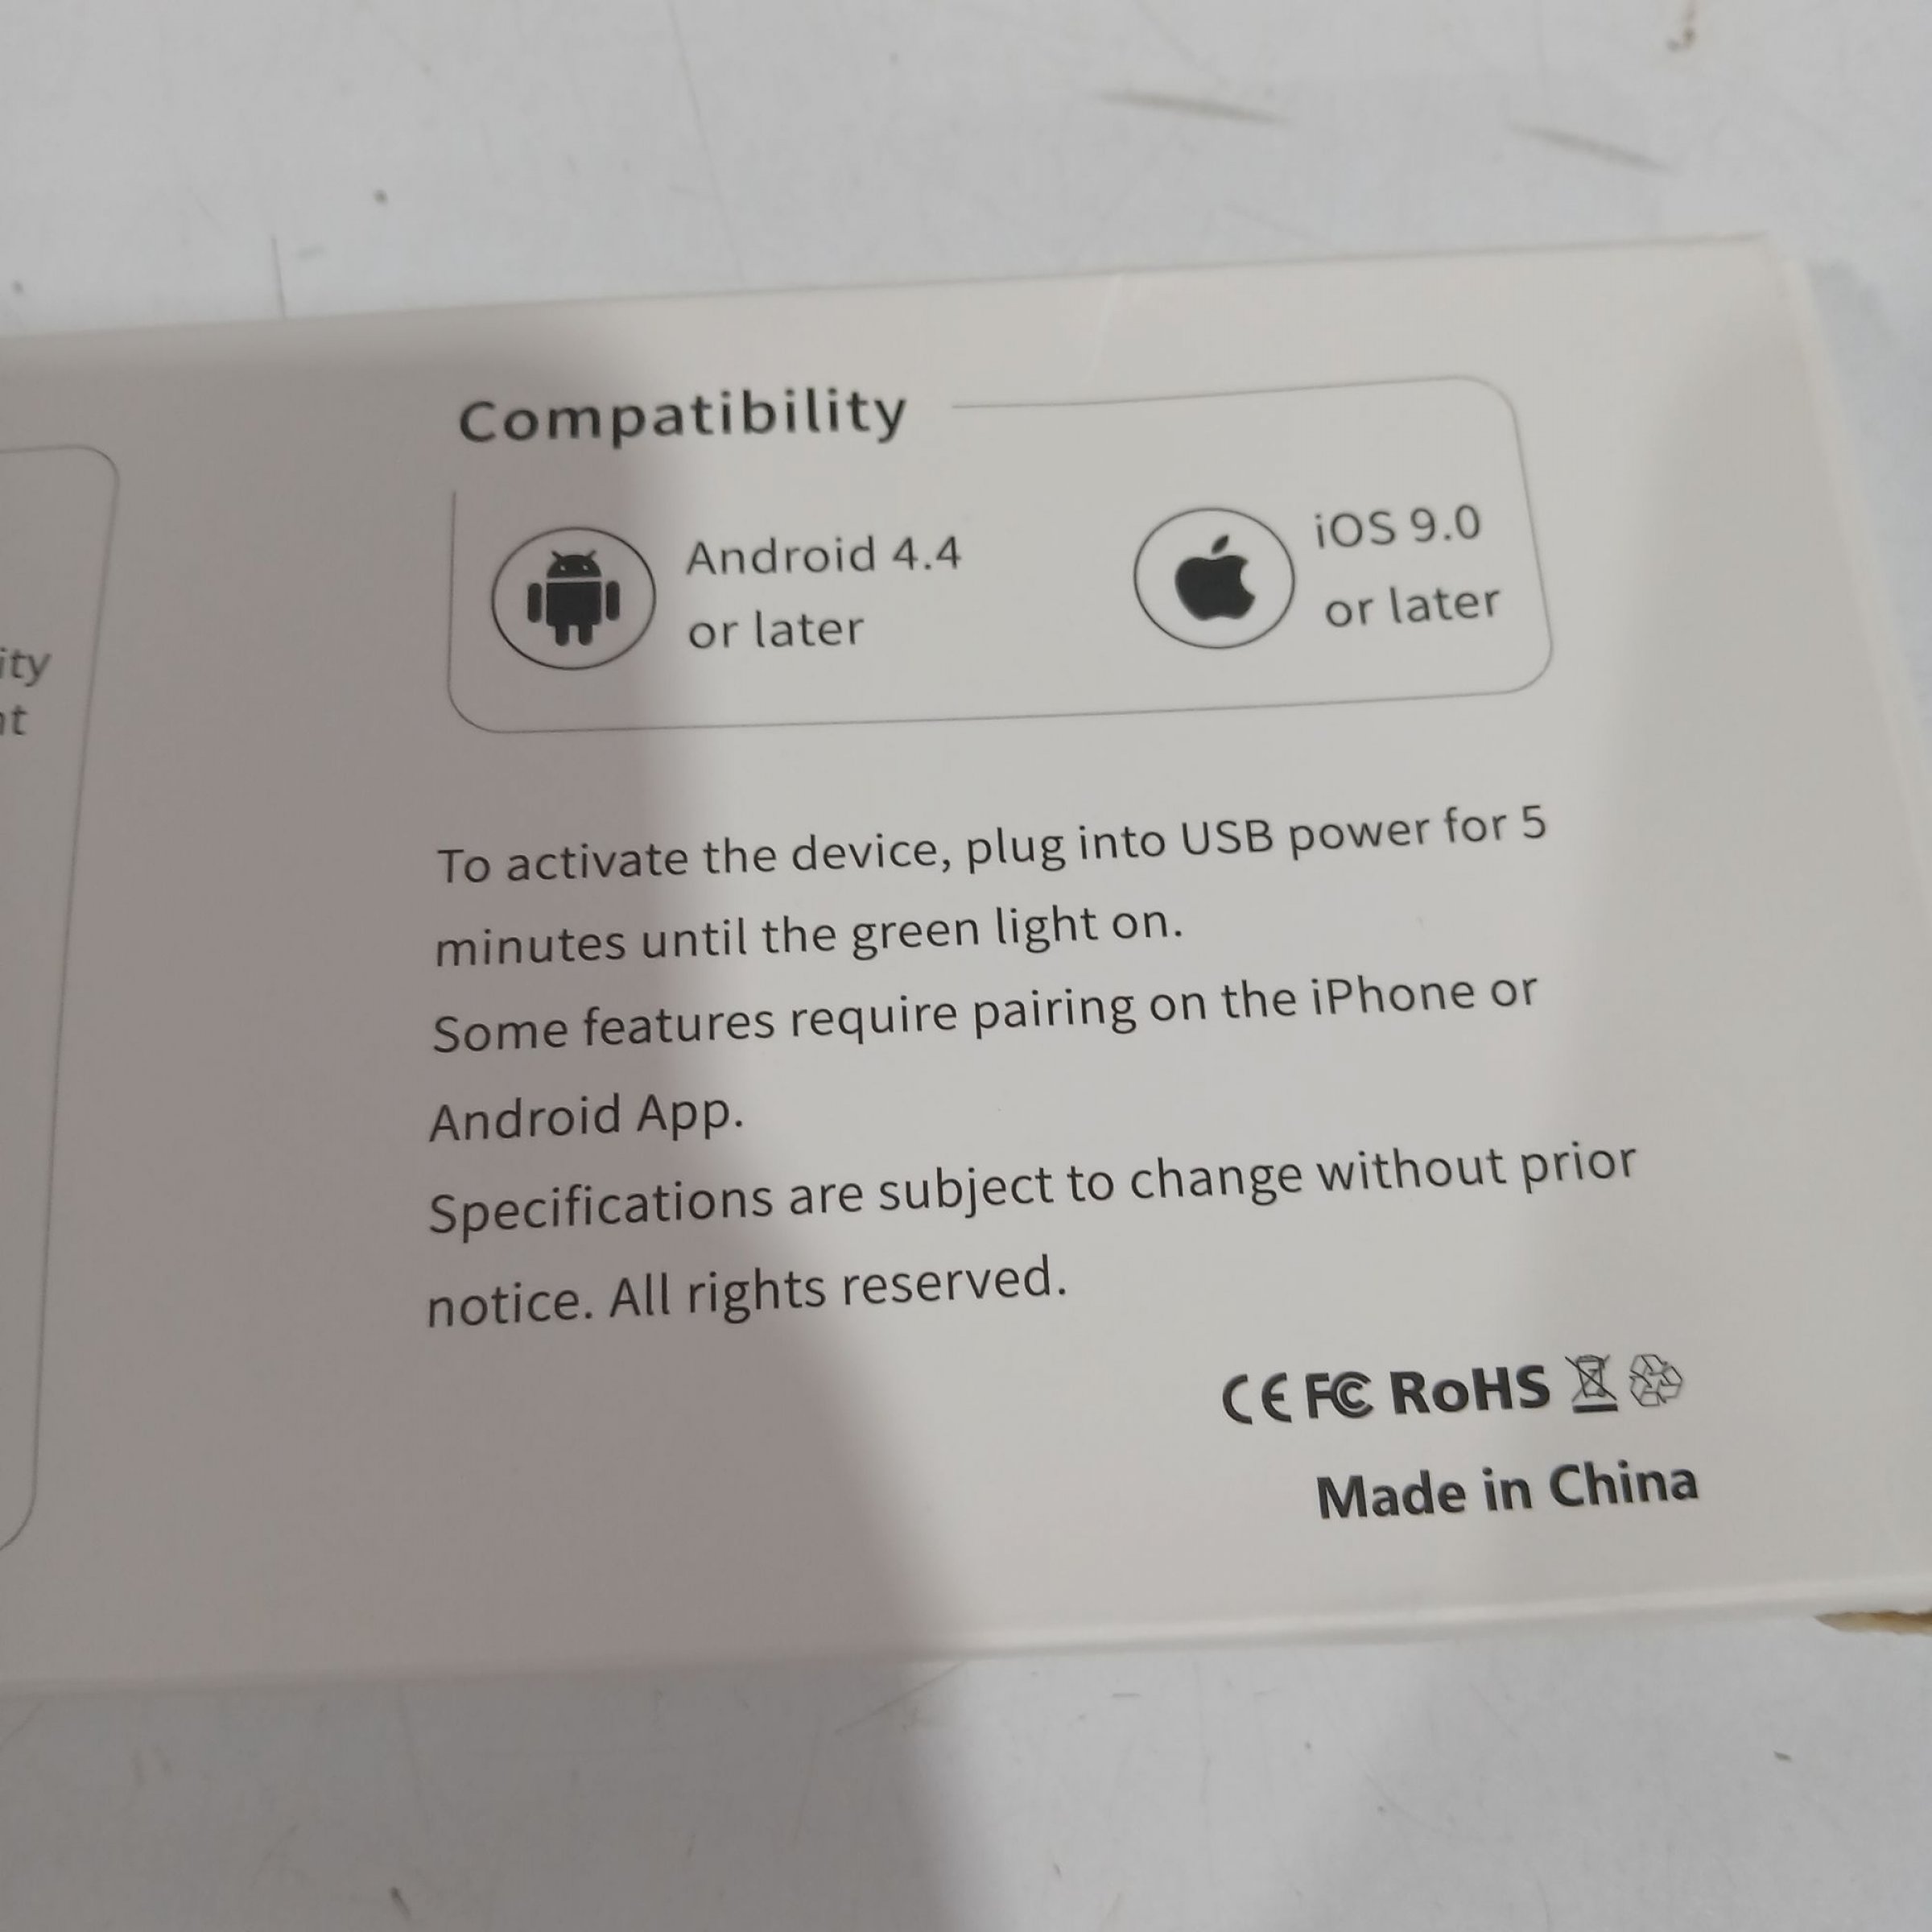 Compatibility
Android 4.4
or later
iOS 9.0
or later
To activate the device, plug into USB power for 5
minutes until the green light on.
Some features require pairing on the iPhone or
Android App.
Specifications are subject to change without prior
notice. All rights reserved.
CE FC RoHS
Made in China